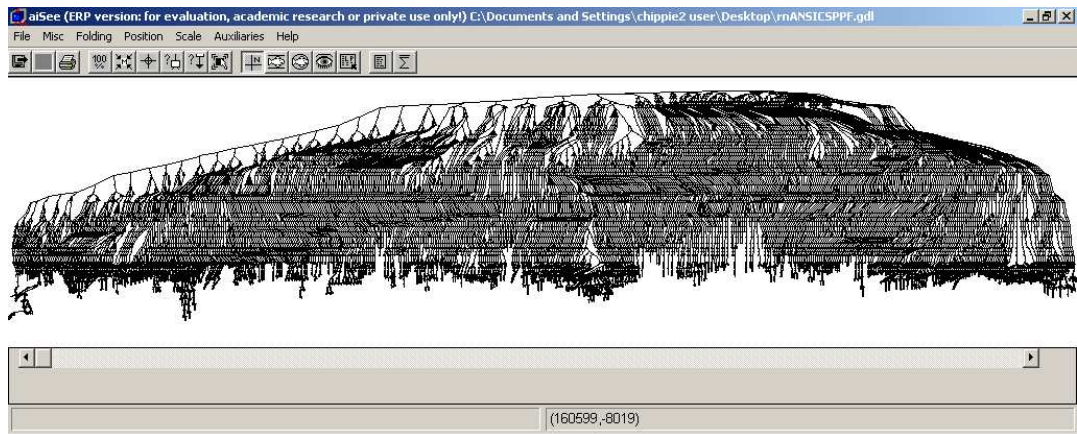 aiSee (ERP version: for evaluation, academic research or private use only!) C:\Documents and Settings\chippie2 user\Desktop\rnANSICSPPF.gdl
File Misc Folding Position Scale Auxiliaries Help
100 %
(160599,-8019)